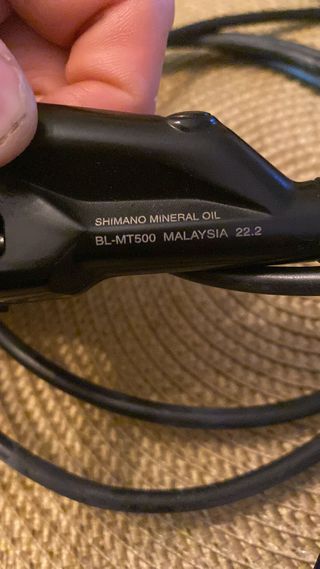 SHIMANO MINERAL OIL
BL-MT500 MALAYSIA 22.2